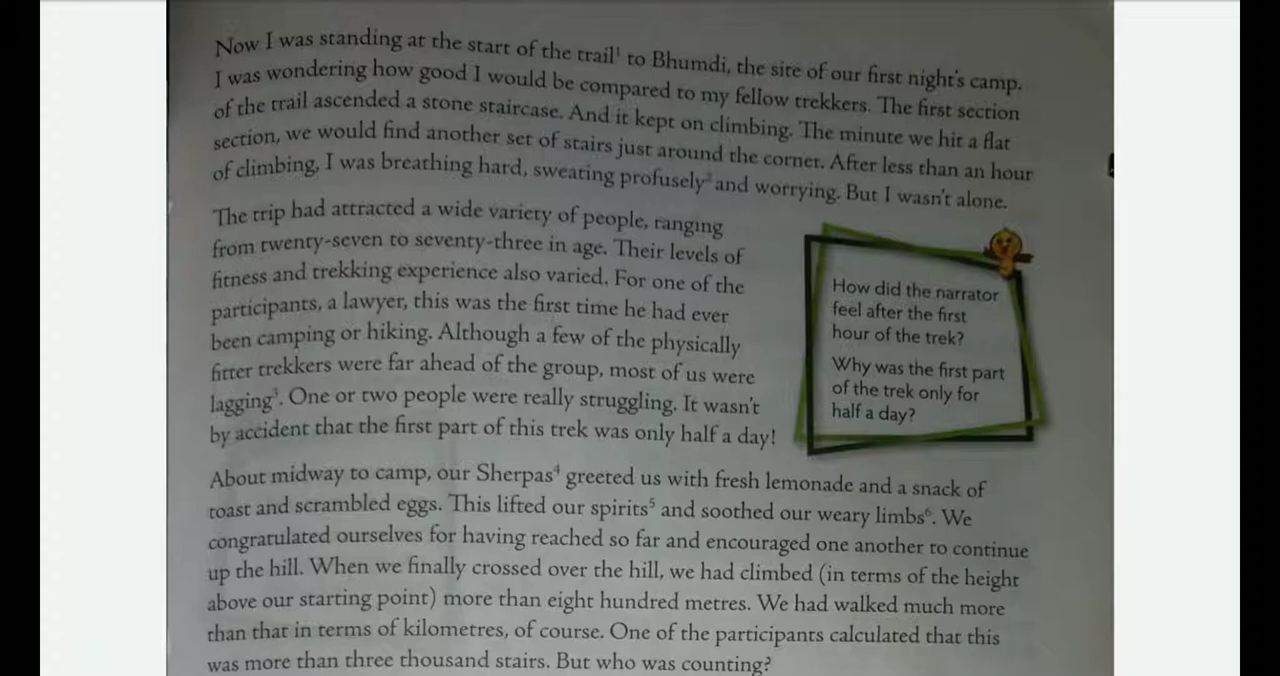 Now I was standing at the start of the trail¹ to Bhumdi, the site of our first night's camp.
I was wondering how good I would be compared to my fellow trekkers. The first section
of the trail ascended a stone staircase. And it kept on climbing. The minute we hit a flat
section, we would find another set of stairs just around the corner. After less than an hour
of climbing, I was breathing hard, sweating profusely² and worrying. But I wasn't alone.
The trip had attracted a wide variety of people, ranging
from twenty-seven to seventy-three in age. Their levels of
fitness and trekking experience also varied. For one of the
participants, a lawyer, this was the first time he had ever
been camping or hiking. Although a few of the physically
fitter trekkers were far ahead of the group, most of us were
lagging³. One or two people were really struggling. It wasn't
by accident that the first part of this trek was only half a day!
How did the narrator
feel after the first
hour of the trek?
Why was the first part
of the trek only for
half a day?
About midway to camp, our Sherpas⁴ greeted us with fresh lemonade and a snack of
toast and scrambled eggs. This lifted our spirits⁵ and soothed our weary limbs⁶. We
congratulated ourselves for having reached so far and encouraged one another to continue
up the hill. When we finally crossed over the hill, we had climbed (in terms of the height
above our starting point) more than eight hundred metres. We had walked much more
than that in terms of kilometres, of course. One of the participants calculated that this
was more than three thousand stairs. But who was counting?